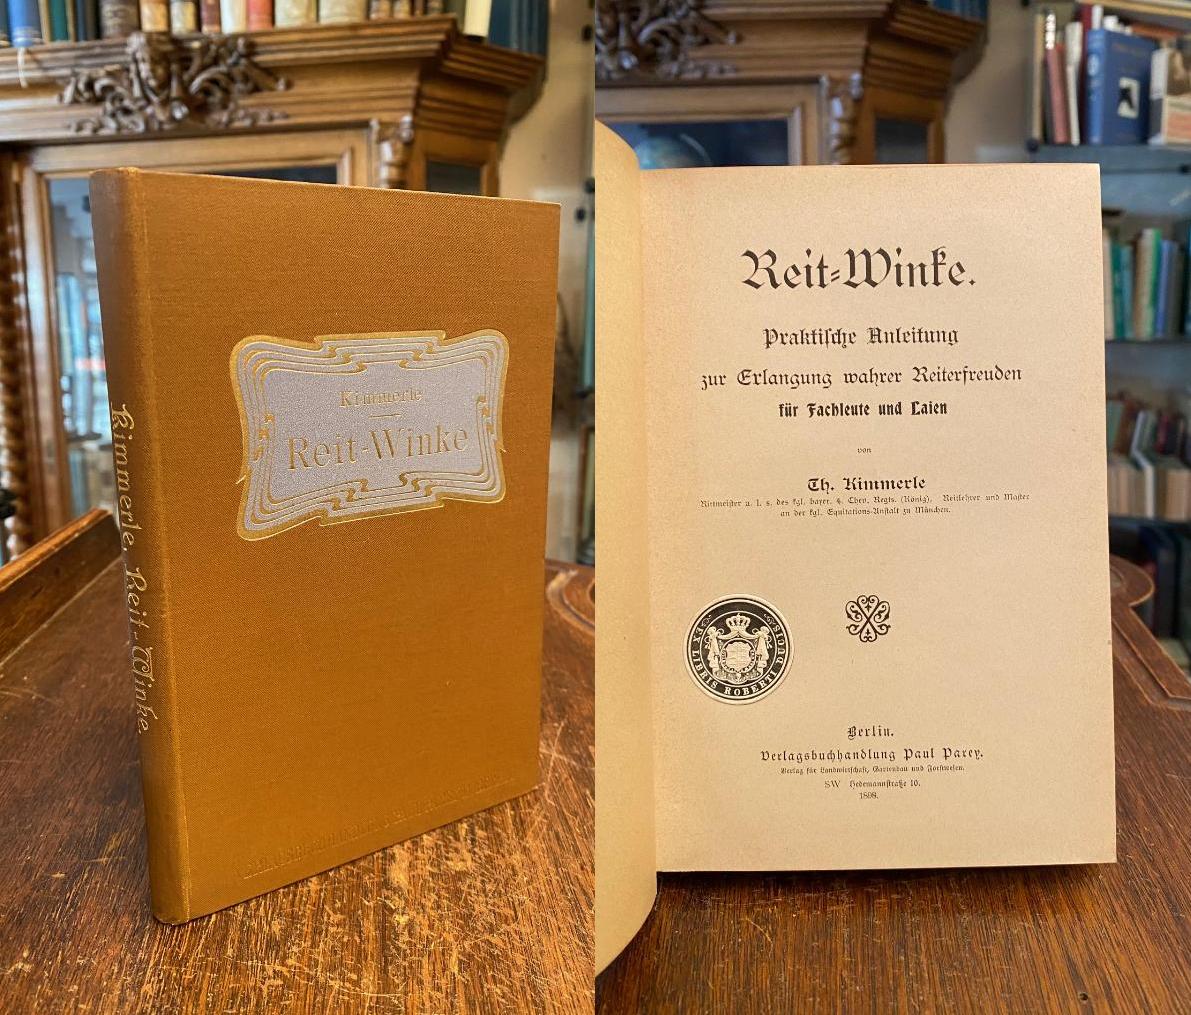 Kimmerle
Reit-Winke
Kimmerle, Reit-Winke
Reit-Winke.
Praktische Anleitung
zur Erlangung wahrer Reiterfreuden
für Fachleute und Laien
von
Th. Kimmerle
Rittmeister a. l. s. des kgl. bayer. 4. Chev. Regts. (König), Reitlehrer und Master
an der kgl. Equitations-Anstalt zu München.
EX LIBRIS ROBERTI DUCIS
Berlin.
Verlagsbuchhandlung Paul Parey.
Verlag für Landwirtschaft, Gartenbau und Forstwesen.
SW Hedemannstraße 10.
1898.